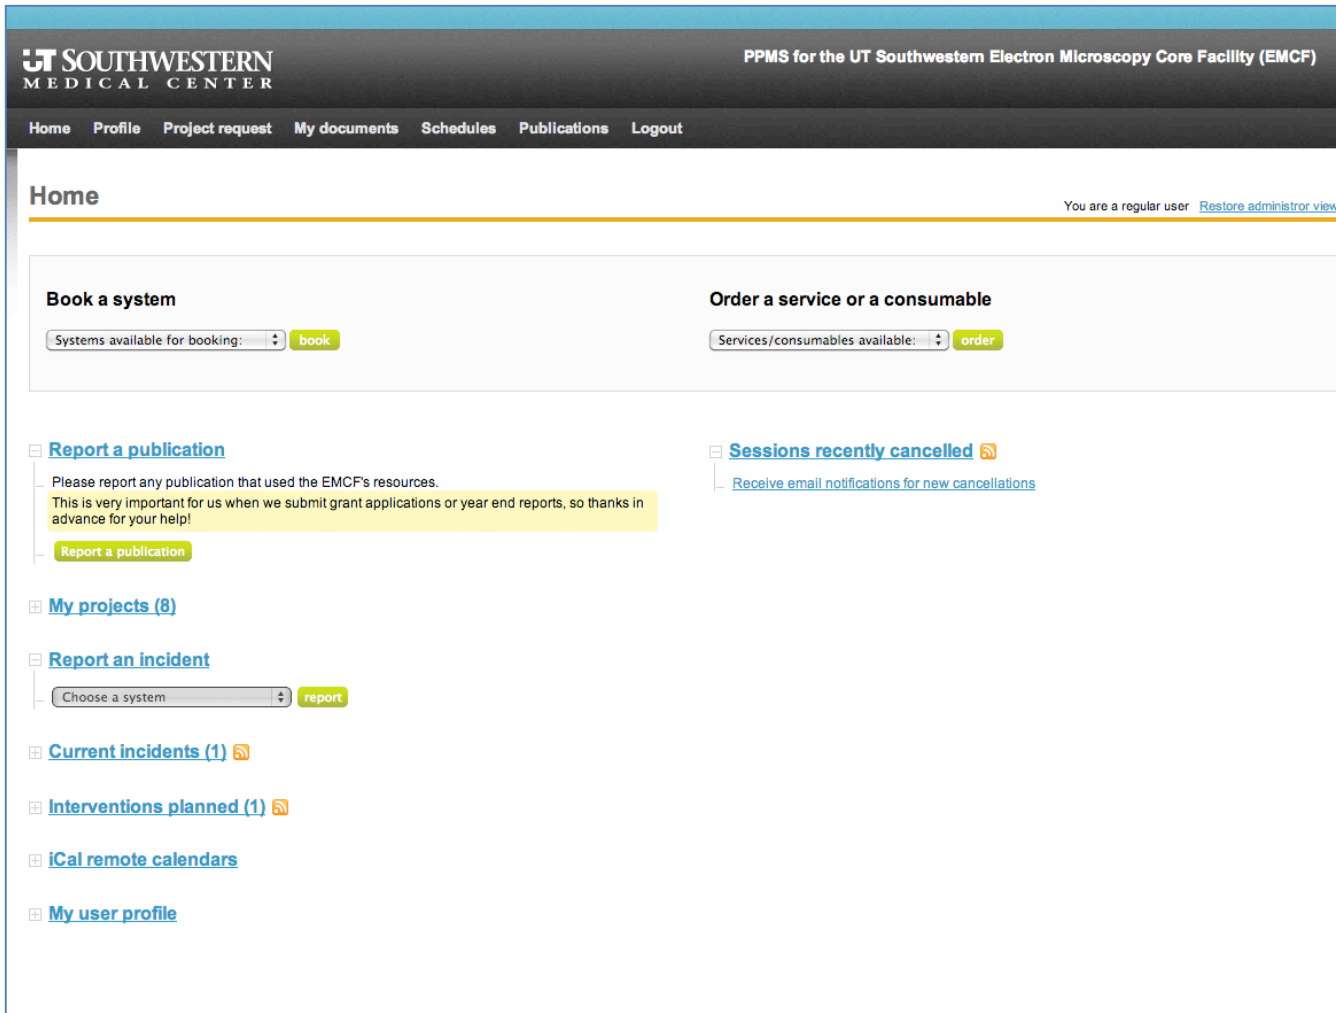 UT SOUTHWESTERN
MEDICAL CENTER
PPMS for the UT Southwestern Electron Microscopy Core Facility (EMCF)
Home Profile Project request My documents Schedules Publications Logout
Home
You are a regular user Restore administror view
Book a system
Systems available for booking: book
Order a service or a consumable
Services/consumables available: order
Report a publication
Please report any publication that used the EMCF's resources.
This is very important for us when we submit grant applications or year end reports, so thanks in
advance for your help!
Report a publication
Sessions recently cancelled
Receive email notifications for new cancellations
My projects (8)
Report an incident
Choose a system report
Current incidents (1)
Interventions planned (1)
iCal remote calendars
My user profile